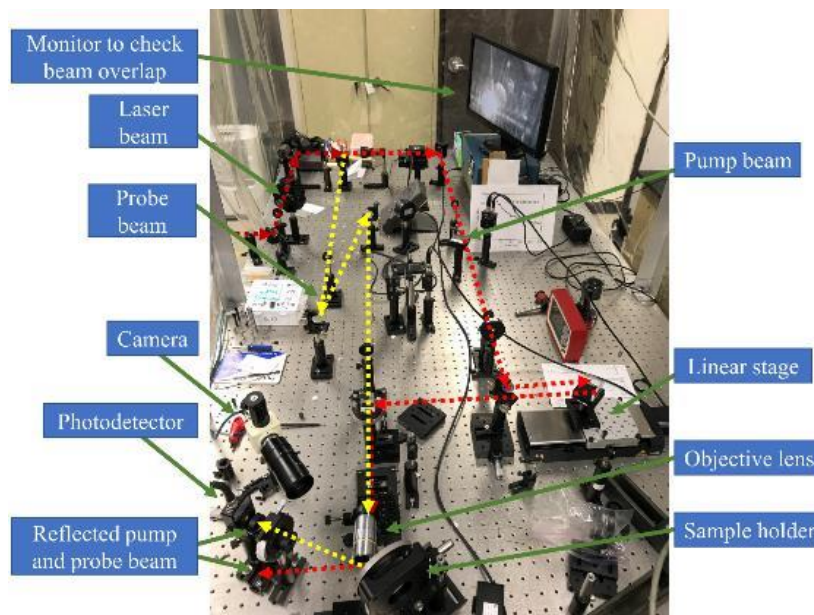 Monitor to check
beam overlap
Laser
beam
Probe
beam
Camera
Photodetector
Reflected pump
and probe beam
Pump beam
Linear stage
Objective lens
Sample holder